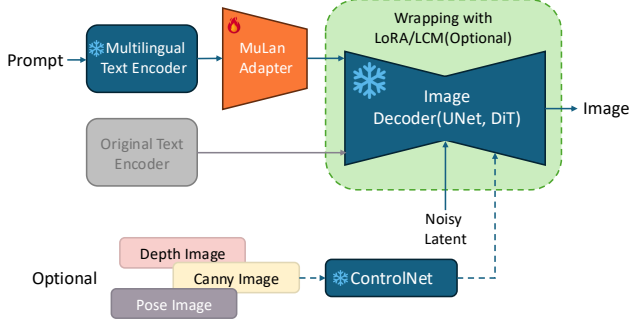 Wrapping with
LoRA/LCM(Optional)
Prompt
Multilingual
Text Encoder
MuLan
Adapter
Image
Decoder(UNet, DiT)
Image
Original Text
Encoder
Noisy
Latent
Depth Image
Optional
Canny Image
ControlNet
Pose Image